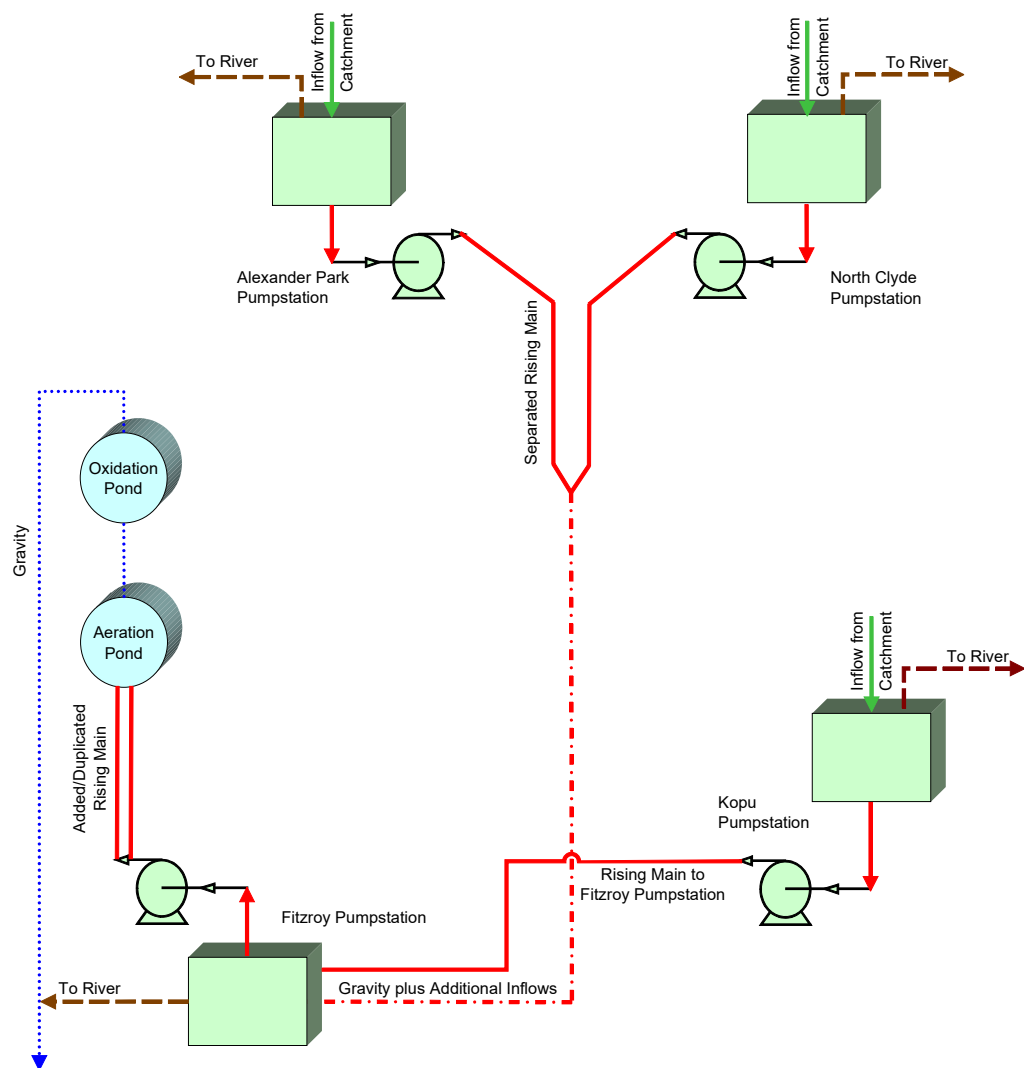 To River
Inflow from
Catchment
Inflow from
Catchment
To River
Alexander Park
Pumpstation
North Clyde
Pumpstation
Separated Rising Main
Oxidation
Pond
Gravity
Aeration
Pond
Inflow from
Catchment
To River
Added/Duplicated
Rising Main
Kopu
Pumpstation
Rising Main to
Fitzroy Pumpstation
Fitzroy Pumpstation
To River
Gravity plus Additional Inflows